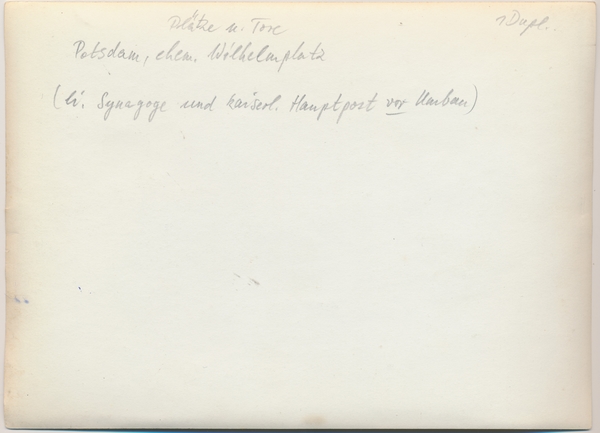 Plätze u. Tore
1 Dupl.
Potsdam, ehem. Wilhelmplatz
(li. Synagoge und kaiserl. Hauptpost vor Umbau)